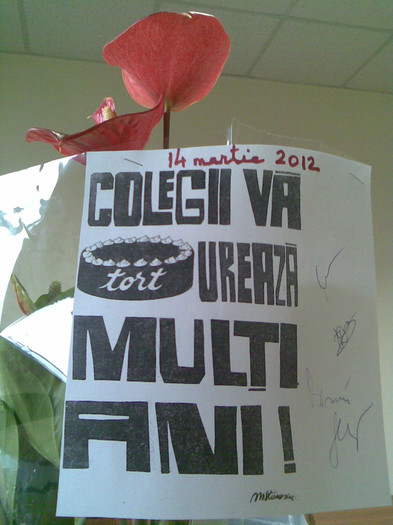 14 martie 2012
COLEGII VĂ
tort UREAZĂ
MULȚI
ANI!